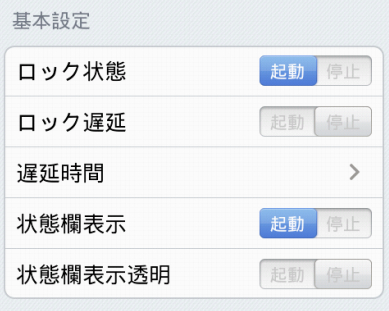 基本設定
ロック状態 起動 停止
ロック遅延 起動 停止
遅延時間
状態欄表示 起動 停止
状態欄表示透明 起動 停止